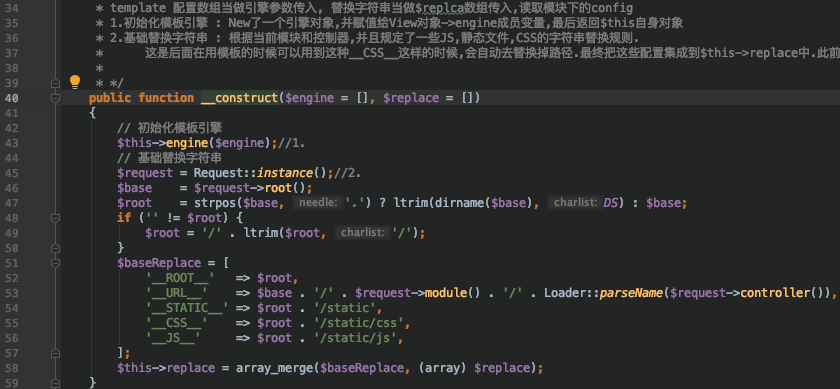 34 * template 配置数组当做引擎参数传入, 替换字符串当做$replca数组传入,读取模块下的config
35 * 1.初始化模板引擎 : New了一个引擎对象,并赋值给View对象->engine成员变量,最后返回$this自身对象
36 * 2.基础替换字符串 : 根据当前模块和控制器,并且规定了一些JS,静态文件,CSS的字符串替换规则.
37 * 这是后面在用模板的时候可以用到这种__CSS__这样的时候,会自动去替换掉路径.最终把这些配置集成到$this->replace中.此前
38 *
39 * */
40 public function __construct($engine = [], $replace = [])
41 {
42 // 初始化模板引擎
43 $this->engine($engine);//1.
44 // 基础替换字符串
45 $request = Request::instance();//2.
46 $base = $request->root();
47 $root = strpos($base, needle: '.') ? ltrim(dirname($base), charlist: DS) : $base;
48 if ('' != $root) {
49 $root = '/' . ltrim($root, charlist: '/');
50 }
51 $baseReplace = [
52 '__ROOT__' => $root,
53 '__URL__' => $base . '/' . $request->module() . '/' . Loader::parseName($request->controller()),
54 '__STATIC__' => $root . '/static',
55 '__CSS__' => $root . '/static/css',
56 '__JS__' => $root . '/static/js',
57 ];
58 $this->replace = array_merge($baseReplace, (array) $replace);
59 }